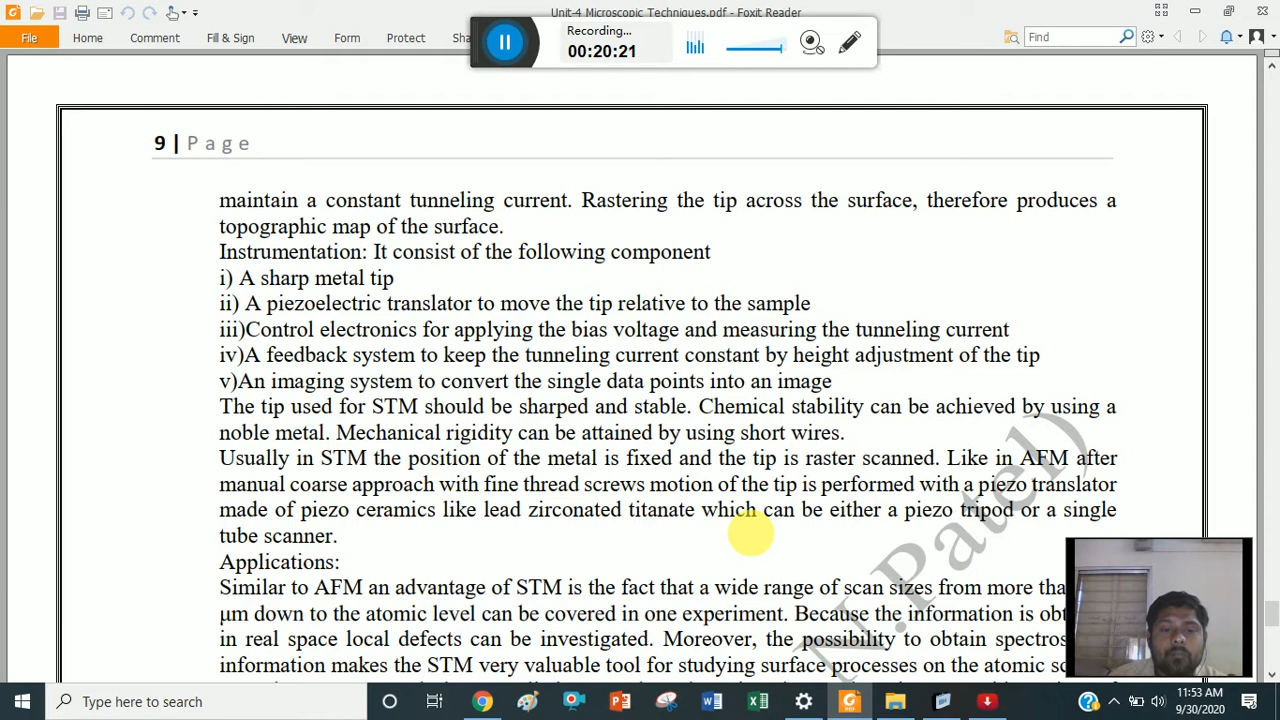 Unit-4 Microscopic Techniques.pdf - Foxit Reader
File Home Comment Fill & Sign View Form Protect Find
Recording...
00:20:21
9 | Page
maintain a constant tunneling current. Rastering the tip across the surface, therefore produces a
topographic map of the surface.
Instrumentation: It consist of the following component
i) A sharp metal tip
ii) A piezoelectric translator to move the tip relative to the sample
iii)Control electronics for applying the bias voltage and measuring the tunneling current
iv)A feedback system to keep the tunneling current constant by height adjustment of the tip
v)An imaging system to convert the single data points into an image
The tip used for STM should be sharped and stable. Chemical stability can be achieved by using a
noble metal. Mechanical rigidity can be attained by using short wires.
Usually in STM the position of the metal is fixed and the tip is raster scanned. Like in AFM after
manual coarse approach with fine thread screws motion of the tip is performed with a piezo translator
made of piezo ceramics like lead zirconated titanate which can be either a piezo tripod or a single
tube scanner.
Applications:
Similar to AFM an advantage of STM is the fact that a wide range of scan sizes from more
μm down to the atomic level can be covered in one experiment. Because the information is
in real space local defects can be investigated. Moreover, the possibility to obtain
information makes the STM very valuable tool for studying surface processes on the atomic
N.Patel)
Type here to search
11:53 AM
9/30/2020